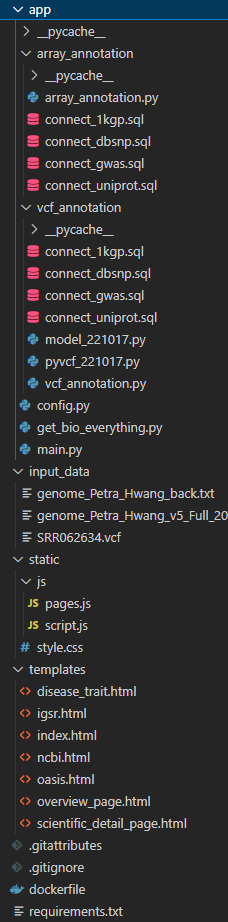 app
__pycache__
array_annotation
__pycache__
array_annotation.py
connect_1kgp.sql
connect_dbsnp.sql
connect_gwas.sql
connect_uniprot.sql
vcf_annotation
__pycache__
connect_1kgp.sql
connect_dbsnp.sql
connect_gwas.sql
connect_uniprot.sql
model_221017.py
pyvcf_221017.py
vcf_annotation.py
config.py
get_bio_everything.py
main.py
input_data
genome_Petra_Hwang_back.txt
genome_Petra_Hwang_v5_Full_20
SRR062634.vcf
static
js
JS pages.js
JS script.js
# style.css
templates
disease_trait.html
igsr.html
index.html
ncbi.html
oasis.html
overview_page.html
scientific_detail_page.html
.gitattributes
.gitignore
dockerfile
requirements.txt